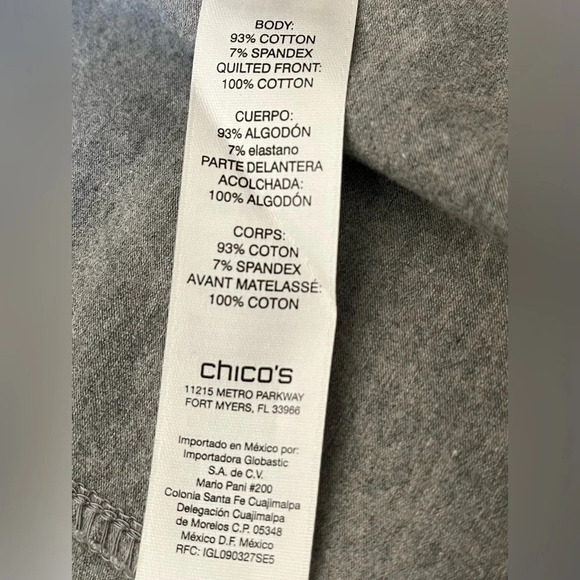 BODY:
93% COTTON
7% SPANDEX
QUILTED FRONT:
100% COTTON
CUERPO:
93% ALGODÓN
7% elastano
PARTE DELANTERA
ACOLCHADA:
100% ALGODÓN
CORPS:
93% COTON
7% SPANDEX
AVANT MATELASSÉ:
100% COTON
chico's
11215 METRO PARKWAY
FORT MYERS, FL 33966
Importado en México por:
Importadora Globastic
S.A. de C.V.
Mario Pani #200
Colonia Santa Fe Cuajimalpa
Delegación Cuajimalpa
de Morelos C.P. 05348
México D.F. México
RFC: IGL090327SE5